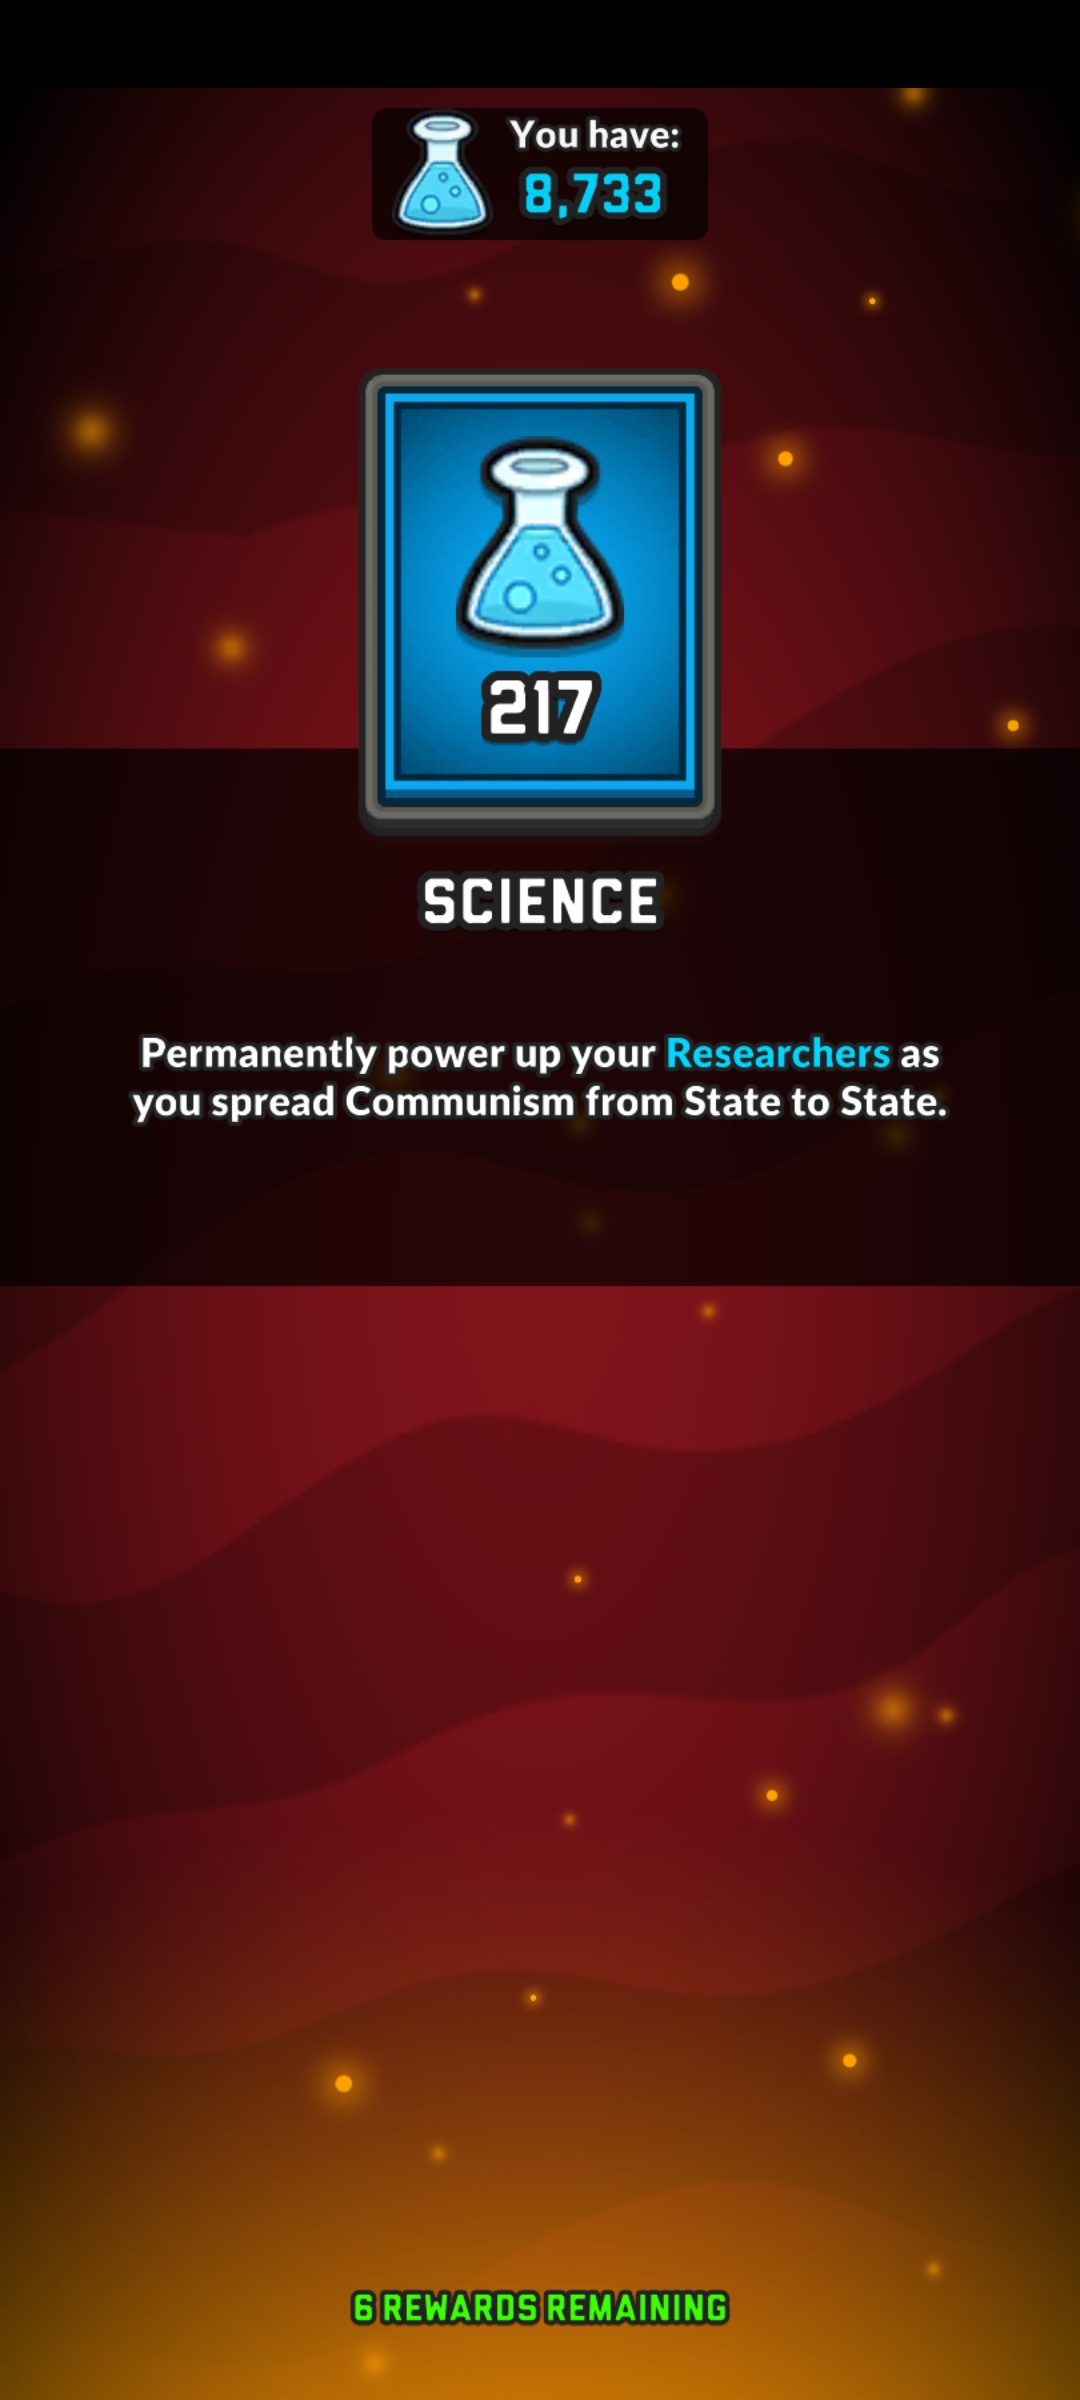 You have:
8,733
217
SCIENCE
Permanently power up your Researchers as
you spread Communism from State to State.
6 REWARDS REMAINING